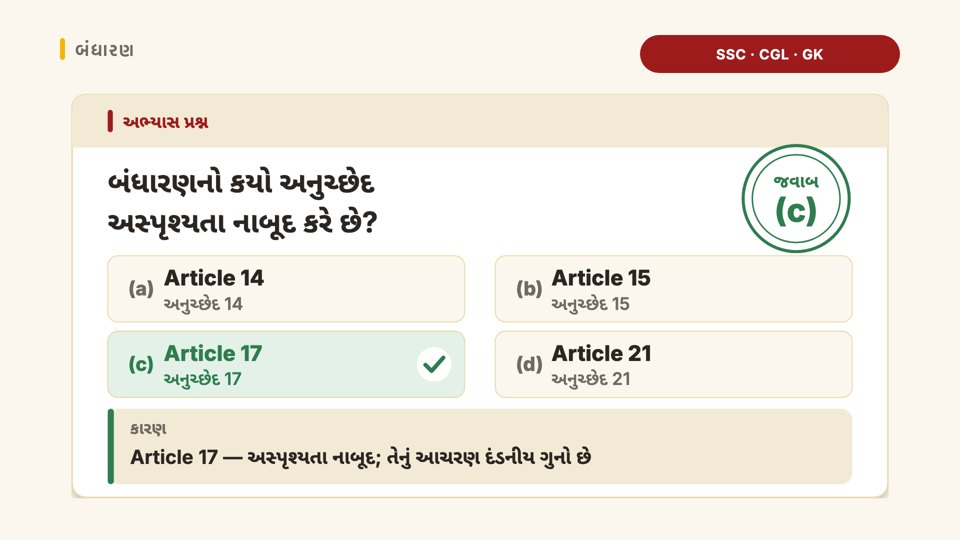 બંધારણ
SSC · CGL · GK
અભ્યાસ પ્રશ્ન
બંધારણનો કયો અનુચ્છેદ
અસ્પૃશ્યતા નાબૂદ કરે છે?
જવાબ
(c)
(a) Article 14
અનુચ્છેદ 14
(b) Article 15
અનુચ્છેદ 15
(c) Article 17
અનુચ્છેદ 17
(d) Article 21
અનુચ્છેદ 21
કારણ
Article 17 — અસ્પૃશ્યતા નાબૂદ; તેનું આચરણ દંડનીય ગુનો છે